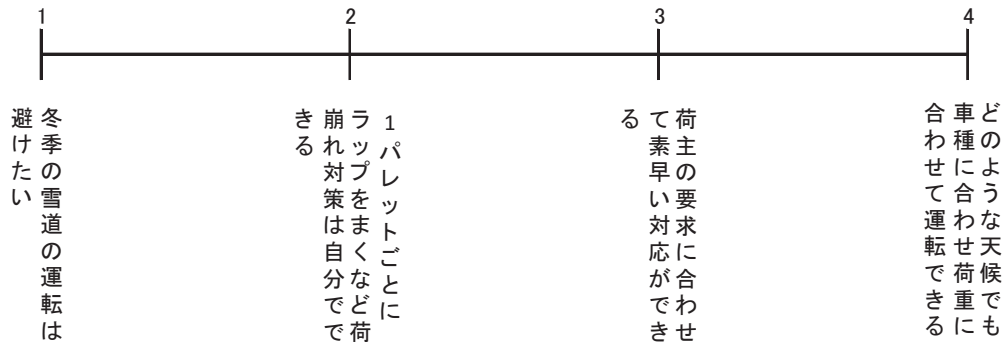 1
2
3
4
冬季の雪道の運転は
避けたい
1パレットごとに
ラップをまくなど荷
崩れ対策は自分でで
きる
荷主の要求に合わせ
て素早い対応ができ
る
どのような天候でも
車種に合わせ荷重に
合わせて運転できる